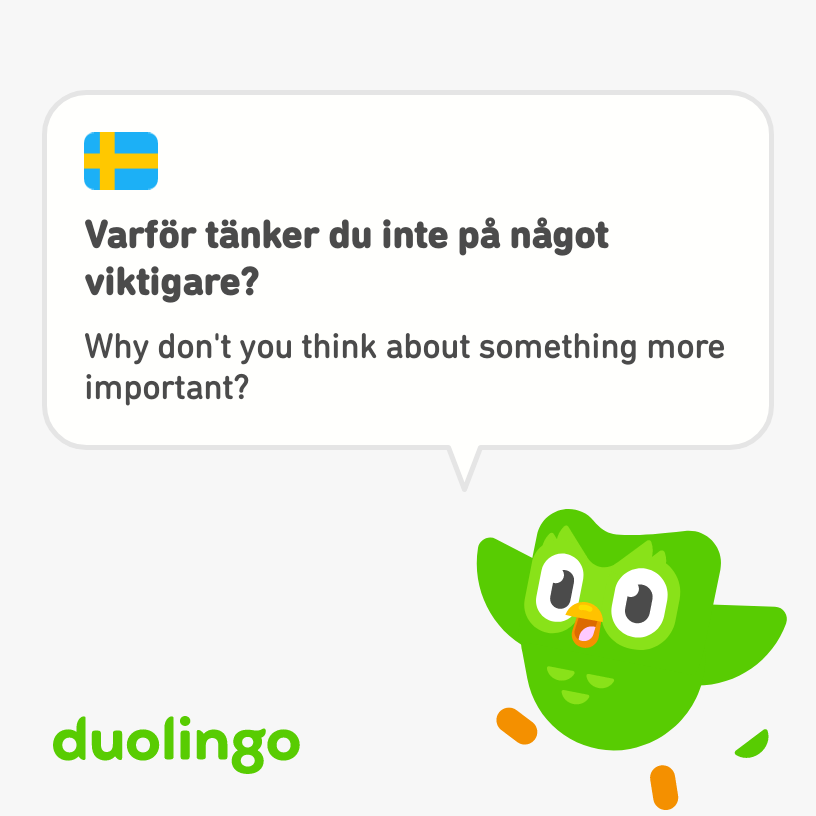 Varför tänker du inte på något
viktigare?
Why don't you think about something more
important?
duolingo